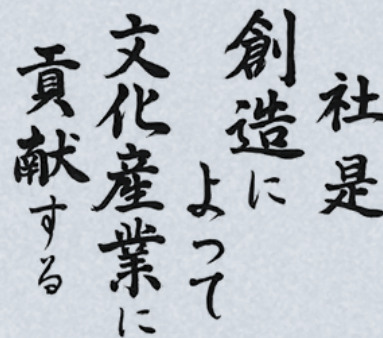 社是
創造に
よって
文化産業に
貢献する